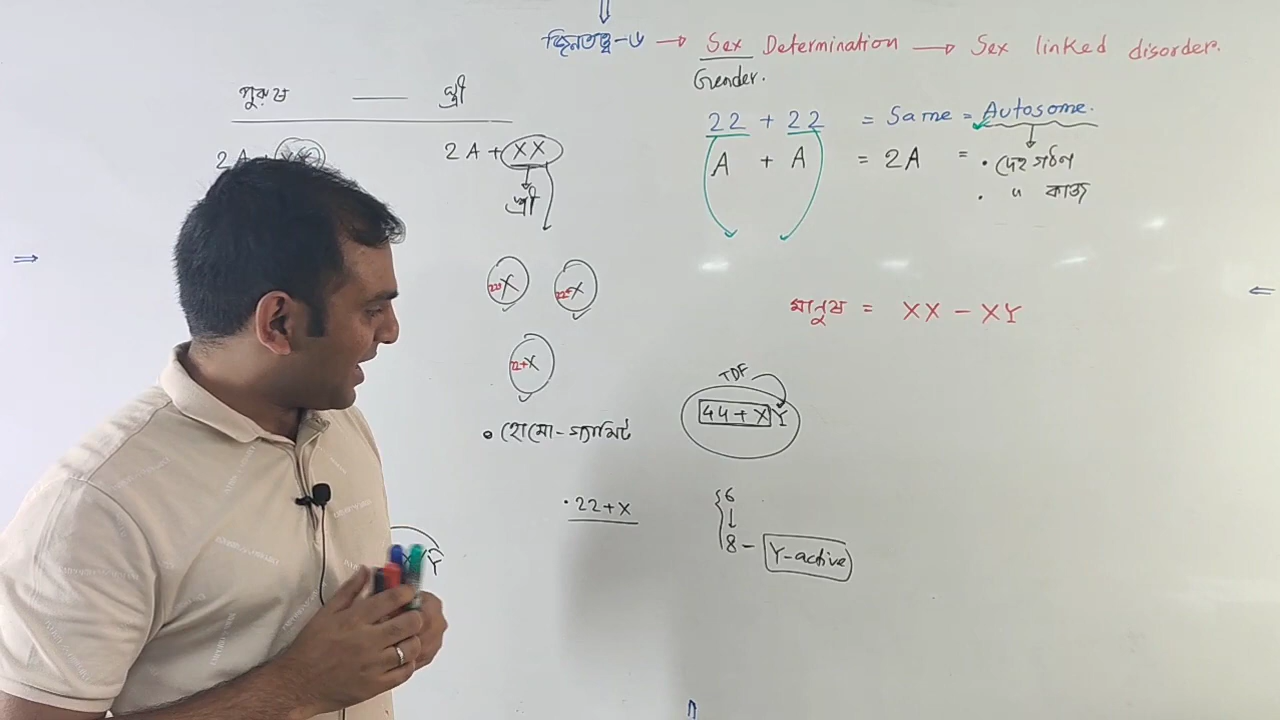 জিনতত্ত্ব-৬ → Sex Determination → Sex linked disorder.
Gender.
পুরুষ — স্ত্রী
2A + XX
স্ত্রী
22 + 22 = Same = Autosome.
A + A = 2A = • দেহ গঠন
• " কাজ
22+X
22+X
22+X
• হোমো-গ্যামিট
• 22+X
মানুষ = XX - XY
TDF
44+XY
6
↓
8 - Y-active
Y